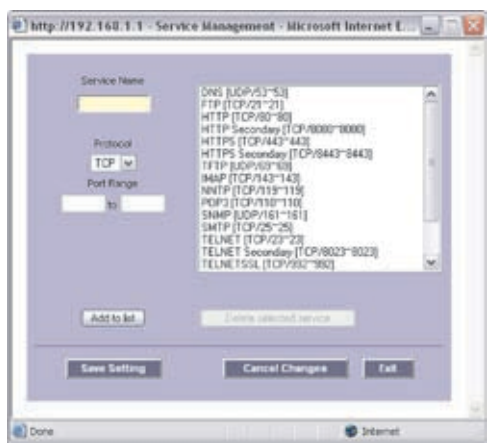 http://192.168.1.1 - Service Management - Microsoft Internet E...
Service Name
Protocol
TCP
Port Range
to
Add to list
DNS [UDP/53~53]
FTP [TCP/21~21]
HTTP [TCP/80~80]
HTTP Seconday [TCP/8080~8080]
HTTPS [TCP/443~443]
HTTPS Seconday [TCP/8443~8443]
TFTP [UDP/69~69]
IMAP [TCP/143~143]
NNTP [TCP/119~119]
POP3 [TCP/110~110]
SNMP [UDP/161~161]
SMTP [TCP/25~25]
TELNET [TCP/23~23]
TELNET Seconday [TCP/8023~8023]
TELNETSSL [TCP/992~992]
Delete selected service
Save Setting
Cancel Changes
Exit
Done
Internet